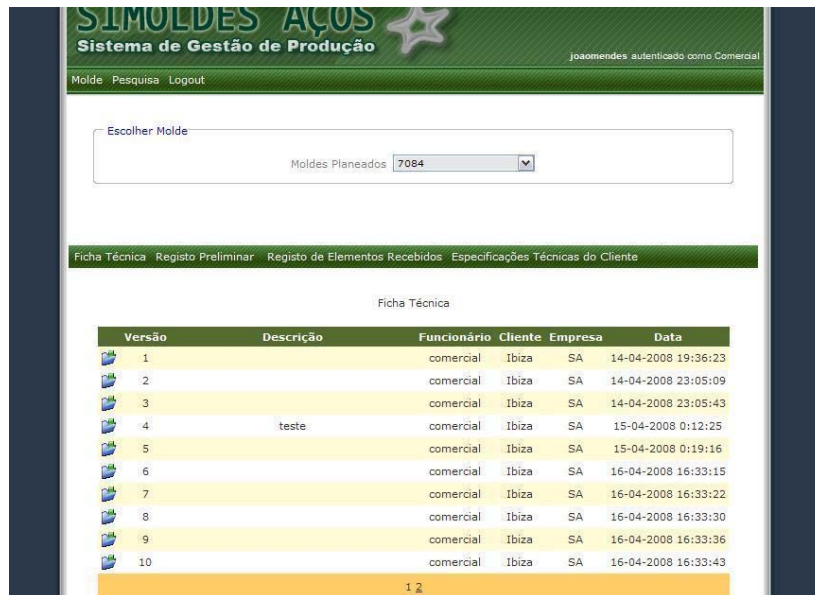 SIMOLDES AÇOS
Sistema de Gestão de Produção
joaomendes autenticado como Comercial
Molde Pesquisa Logout
Escolher Molde
Moldes Planeados 7084
Ficha Técnica Registo Preliminar Registo de Elementos Recebidos Especificações Técnicas do Cliente
Ficha Técnica
Versão Descrição Funcionário Cliente Empresa Data
1 comercial Ibiza SA 14-04-2008 19:36:23
2 comercial Ibiza SA 14-04-2008 23:05:09
3 comercial Ibiza SA 14-04-2008 23:05:43
4 teste comercial Ibiza SA 15-04-2008 0:12:25
5 comercial Ibiza SA 15-04-2008 0:19:16
6 comercial Ibiza SA 16-04-2008 16:33:15
7 comercial Ibiza SA 16-04-2008 16:33:22
8 comercial Ibiza SA 16-04-2008 16:33:30
9 comercial Ibiza SA 16-04-2008 16:33:36
10 comercial Ibiza SA 16-04-2008 16:33:43
1 2